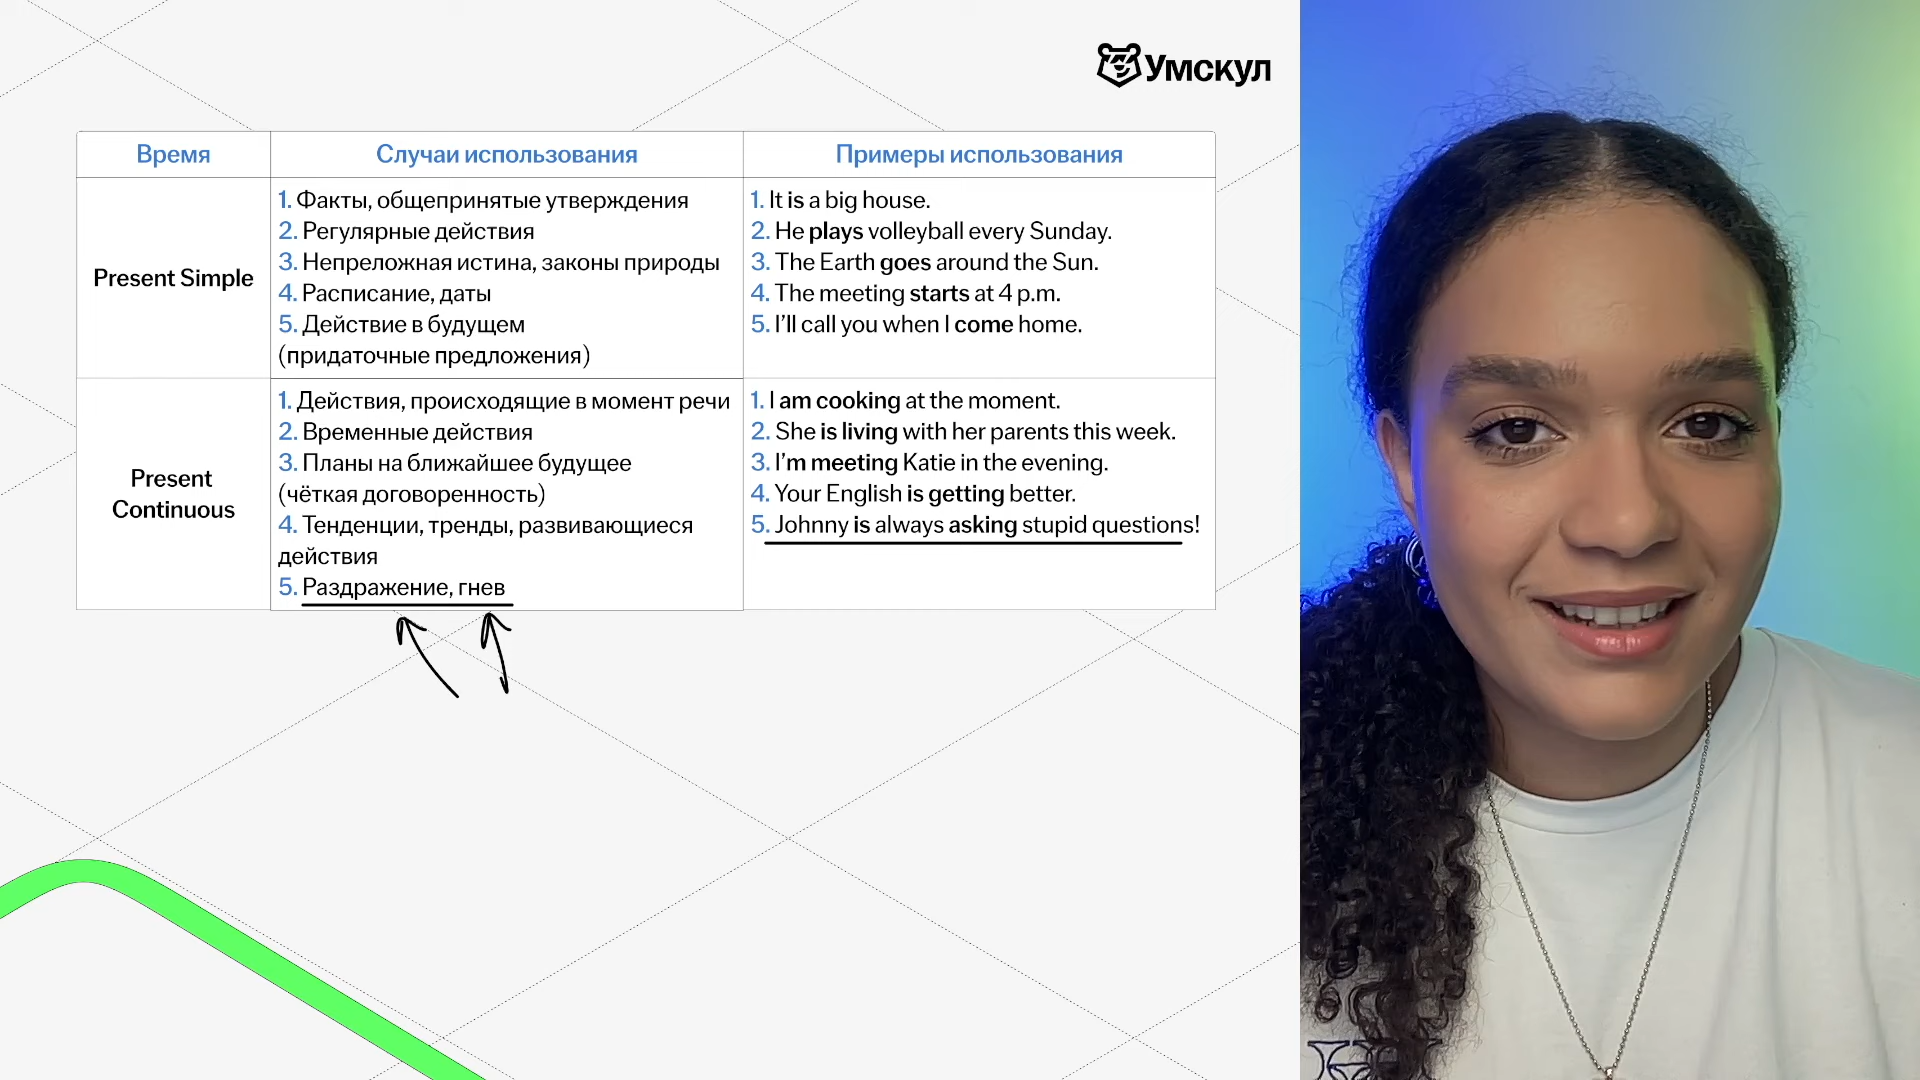 Умскул
Время
Случаи использования
Примеры использования
Present Simple
1. Факты, общепринятые утверждения
2. Регулярные действия
3. Непреложная истина, законы природы
4. Расписание, даты
5. Действие в будущем
(придаточные предложения)
1. It is a big house.
2. He plays volleyball every Sunday.
3. The Earth goes around the Sun.
4. The meeting starts at 4 p.m.
5. I’ll call you when I come home.
Present
Continuous
1. Действия, происходящие в момент речи
2. Временные действия
3. Планы на ближайшее будущее
(чёткая договоренность)
4. Тенденции, тренды, развивающиеся
действия
5. Раздражение, гнев
1. I am cooking at the moment.
2. She is living with her parents this week.
3. I’m meeting Katie in the evening.
4. Your English is getting better.
5. Johnny is always asking stupid questions!